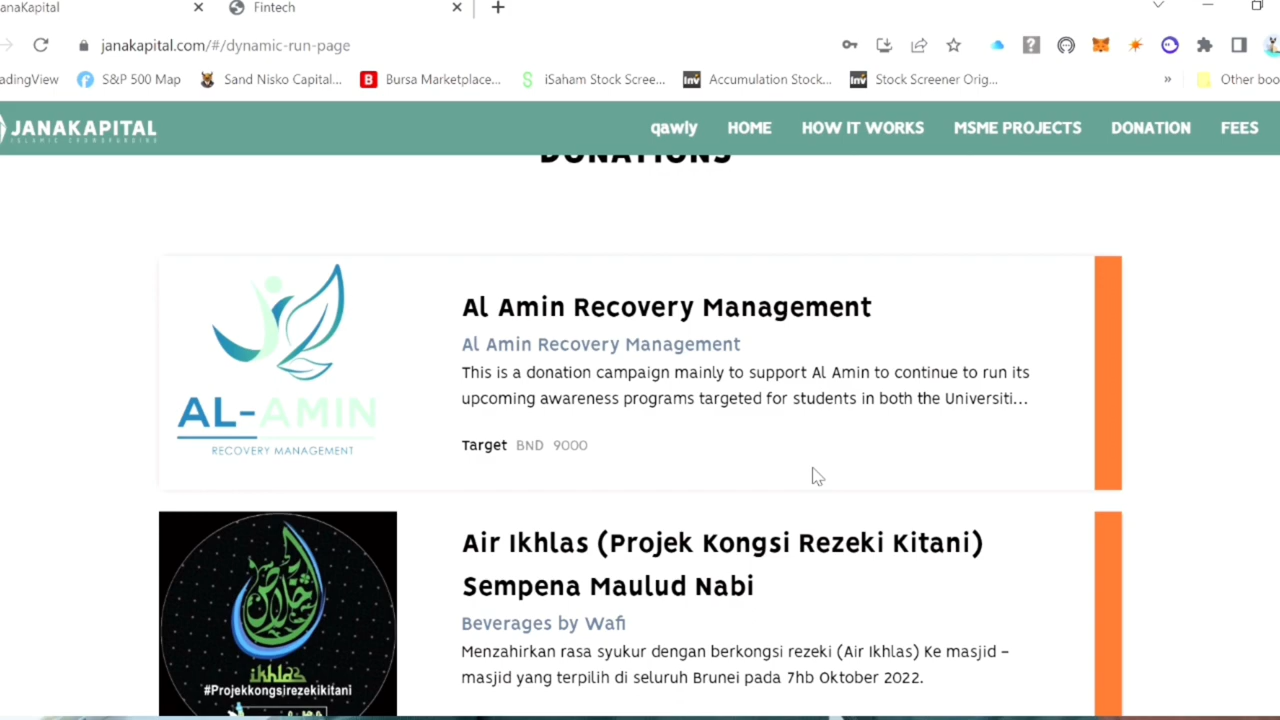 anaKapital
Fintech
janakapital.com/#/dynamic-run-page
adingView
S&P 500 Map
Sand Nisko Capital...
Bursa Marketplace...
iSaham Stock Scree...
Accumulation Stock...
Stock Screener Orig...
»
Other boo
JANAKAPITAL
ISLAMIC CROWDFUNDING
qawly
HOME
HOW IT WORKS
MSME PROJECTS
DONATION
FEES
DONATIONS
AL-AMIN
RECOVERY MANAGEMENT
Al Amin Recovery Management
Al Amin Recovery Management
This is a donation campaign mainly to support Al Amin to continue to run its
upcoming awareness programs targeted for students in both the Universiti...
Target BND 9000
ikhlas
#Projekkongsirezekikitani
Air Ikhlas (Projek Kongsi Rezeki Kitani)
Sempena Maulud Nabi
Beverages by Wafi
Menzahirkan rasa syukur dengan berkongsi rezeki (Air Ikhlas) Ke masjid -
masjid yang terpilih di seluruh Brunei pada 7hb Oktober 2022.